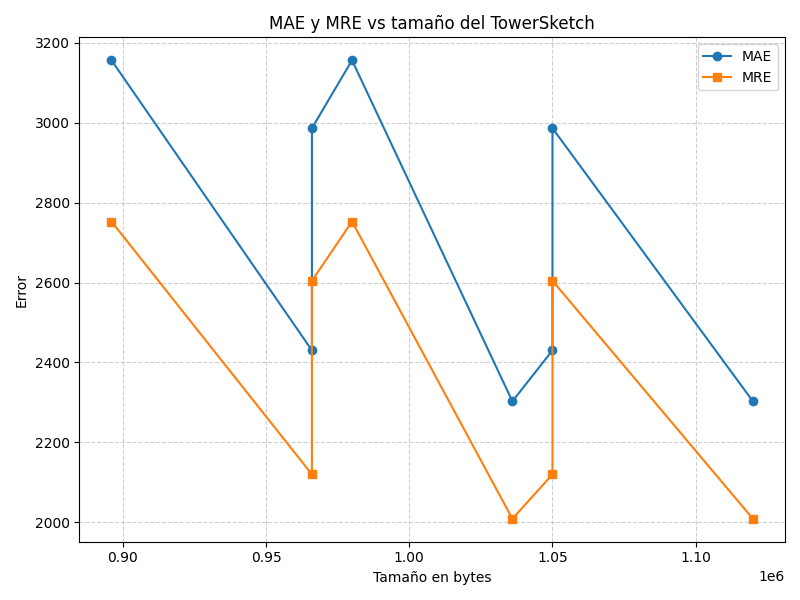 MAE y MRE vs tamaño del TowerSketch
MAE
MRE
3200
3000
2800
2600
2400
2200
2000
Error
0.90
0.95
1.00
1.05
1.10
1e6
Tamaño en bytes